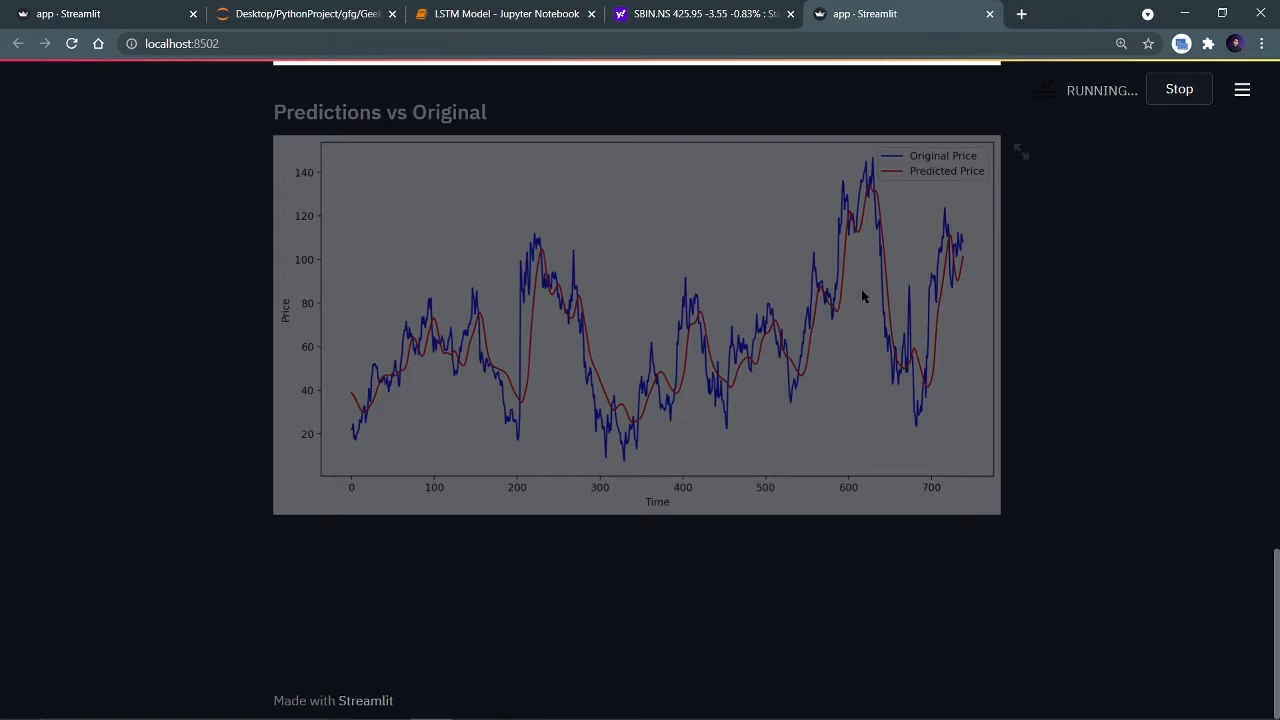 app · Streamlit
Desktop/PythonProject/gfg/Geek
LSTM Model - Jupyter Notebook
SBIN.NS 425.95 -3.55 -0.83% : St
app · Streamlit
localhost:8502
RUNNING...
Stop
Predictions vs Original
Original Price
Predicted Price
140
120
100
80
60
40
20
Price
0 100 200 300 400 500 600 700
Time
Made with Streamlit